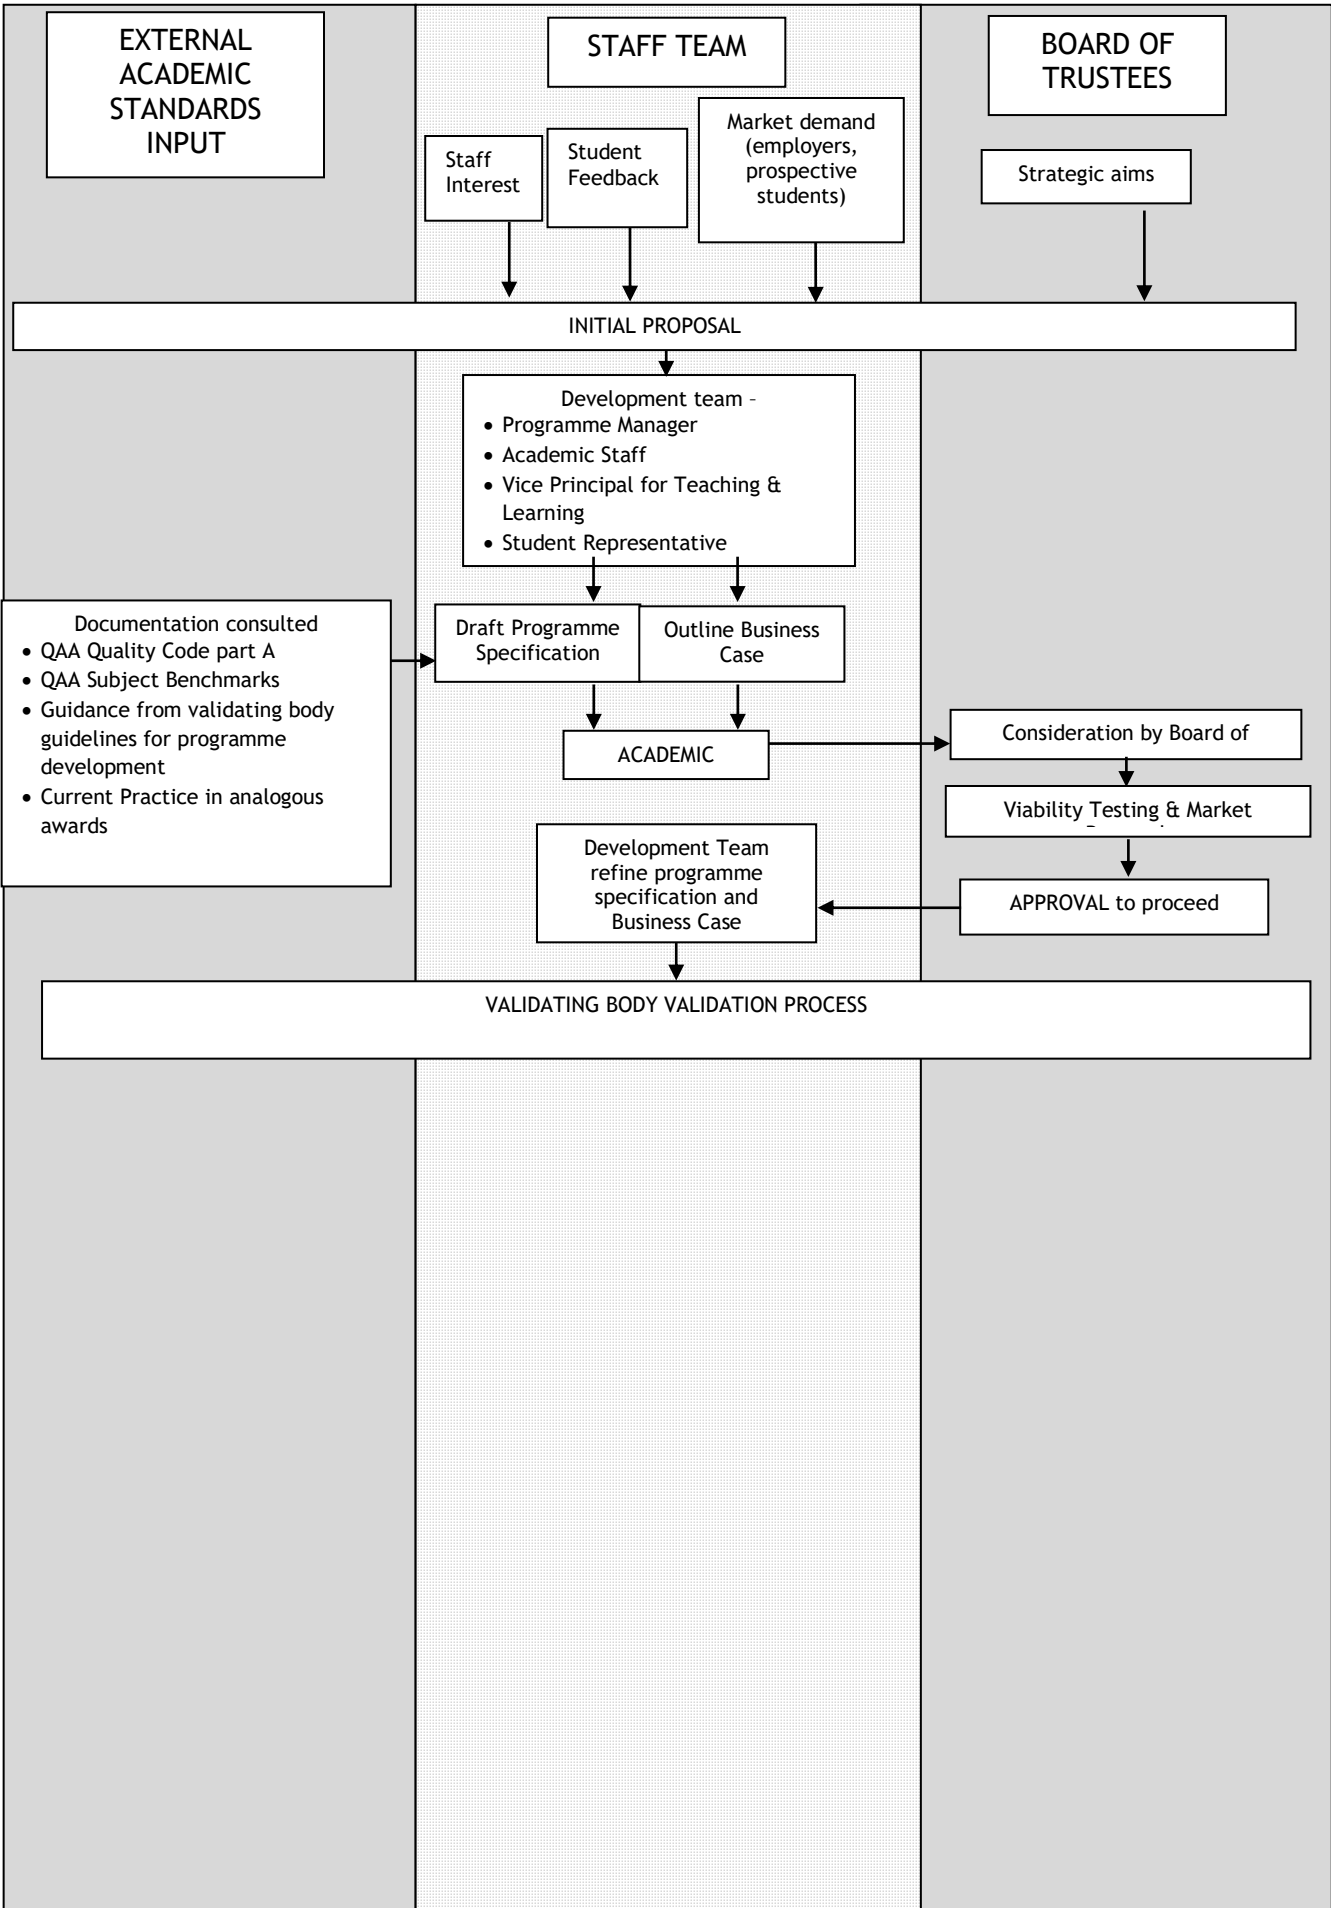 EXTERNAL
ACADEMIC
STANDARDS
INPUT
STAFF TEAM
BOARD OF
TRUSTEES
Staff
Interest
Student
Feedback
Market demand
(employers,
prospective
students)
Strategic aims
INITIAL PROPOSAL
Development team –
• Programme Manager
• Academic Staff
• Vice Principal for Teaching &
Learning
• Student Representative
Documentation consulted
• QAA Quality Code part A
• QAA Subject Benchmarks
• Guidance from validating body
guidelines for programme
development
• Current Practice in analogous
awards
Draft Programme
Specification
Outline Business
Case
ACADEMIC
Consideration by Board of
Viability Testing & Market
APPROVAL to proceed
Development Team
refine programme
specification and
Business Case
VALIDATING BODY VALIDATION PROCESS